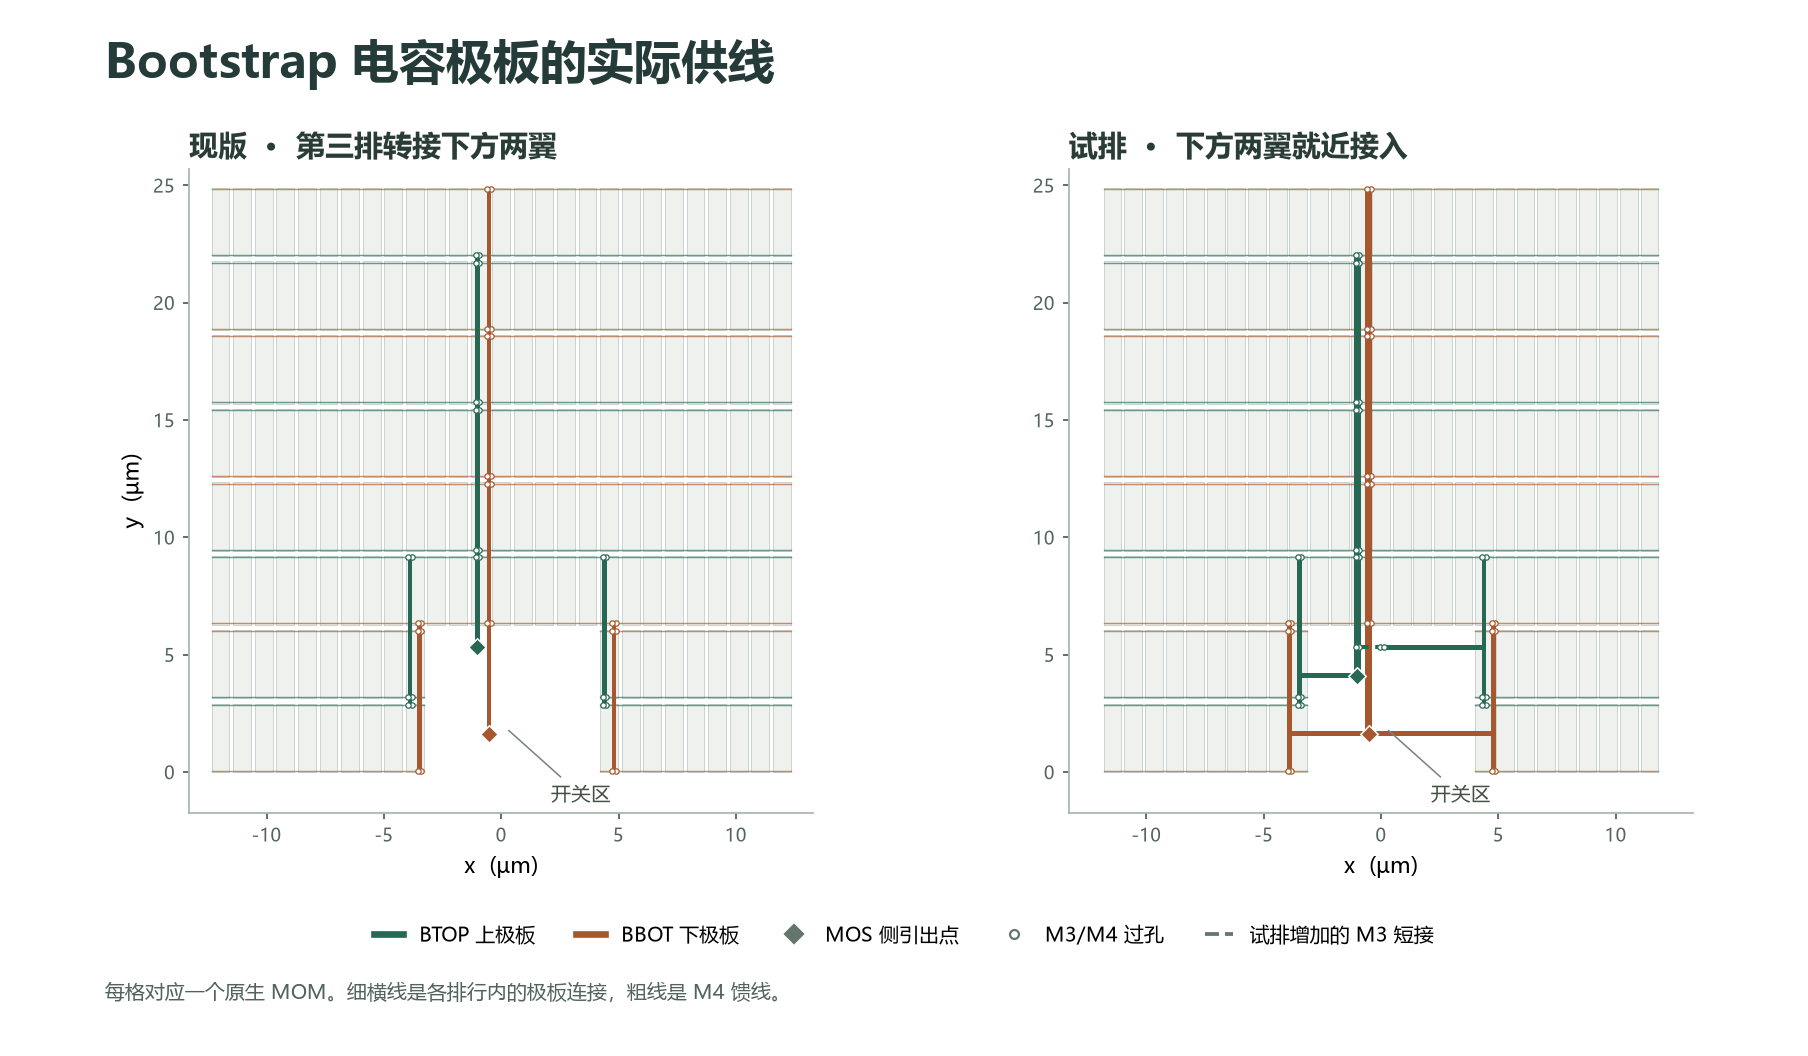 Bootstrap 电容极板的实际供线
现版 • 第三排转接下方两翼
25
20
15
10
5
0
y (μm)
-10 -5 0 5 10
x (μm)
开关区
试排 • 下方两翼就近接入
25
20
15
10
5
0
-10 -5 0 5 10
x (μm)
开关区
BTOP 上极板 BBOT 下极板 MOS 侧引出点 M3/M4 过孔 试排增加的 M3 短接
每格对应一个原生 MOM。细横线是各排行内的极板连接，粗线是 M4 馈线。